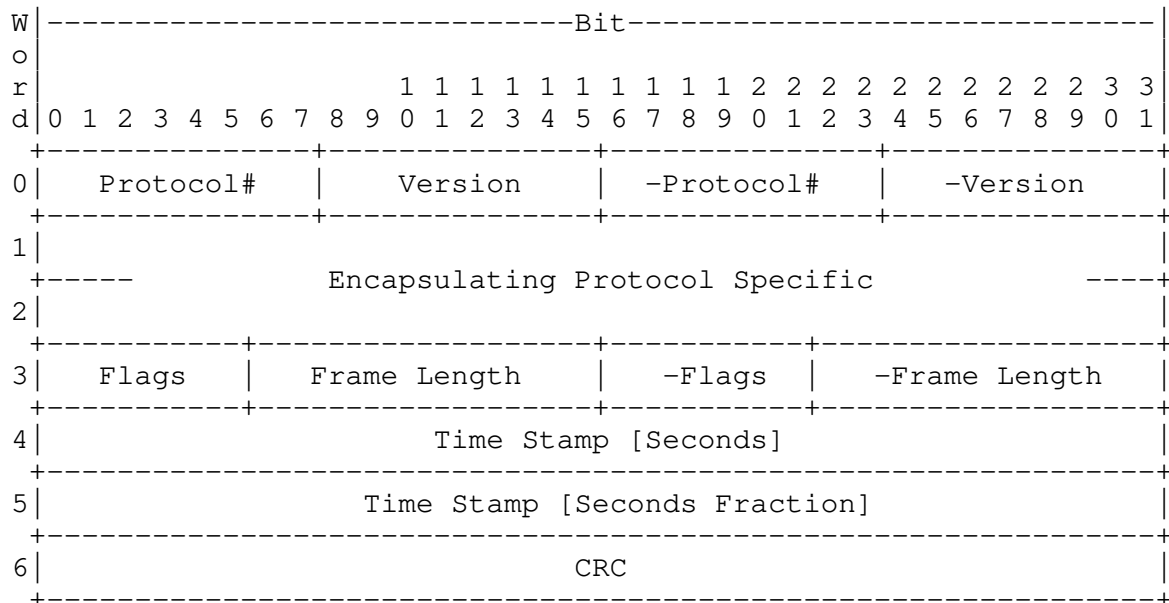 W|------------------------------Bit------------------------------|
o|                                                               |
r|                    1 1 1 1 1 1 1 1 1 1 2 2 2 2 2 2 2 2 2 2 3 3|
d|0 1 2 3 4 5 6 7 8 9 0 1 2 3 4 5 6 7 8 9 0 1 2 3 4 5 6 7 8 9 0 1|
 +---------------+---------------+---------------+---------------+
0|   Protocol#   |    Version    |  -Protocol#   |   -Version    |
 +---------------+---------------+---------------+---------------+
1|                                                               |
 +-----           Encapsulating Protocol Specific            ----+
2|                                                               |
 +-----------+-------------------+-----------+-------------------+
3|   Flags   |   Frame Length    |   -Flags  |   -Frame Length   |
 +-----------+-------------------+-----------+-------------------+
4|                      Time Stamp [Seconds]                     |
 +---------------------------------------------------------------+
5|                  Time Stamp [Seconds Fraction]                |
 +---------------------------------------------------------------+
6|                              CRC                              |
 +---------------------------------------------------------------+